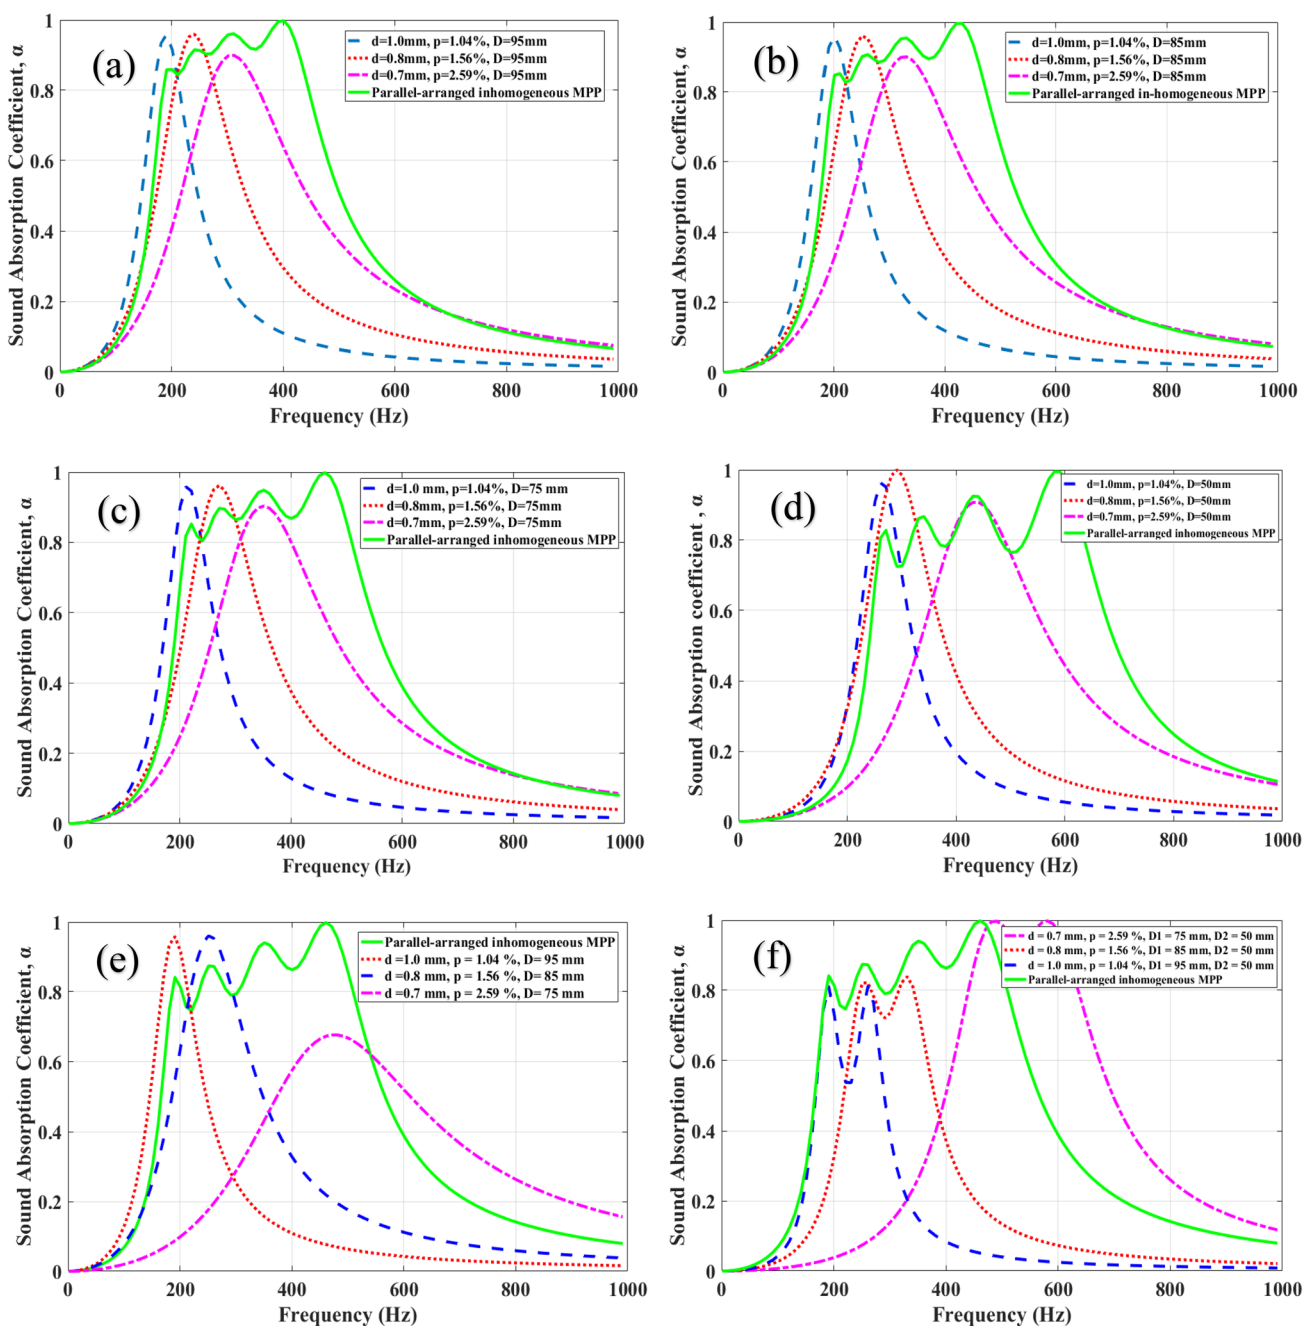 (a)
d=1.0mm, p=1.04%, D=95mm
d=0.8mm, p=1.56%, D=95mm
d=0.7mm, p=2.59%, D=95mm
Parallel-arranged inhomogeneous MPP
Sound Absorption Coefficient, α
1
0.8
0.6
0.4
0.2
0
0 200 400 600 800 1000
Frequency (Hz)
(b)
d=1.0mm, p=1.04%, D=85mm
d=0.8mm, p=1.56%, D=85mm
d=0.7mm, p=2.59%, D=85mm
Parallel-arranged in-homogeneous MPP
Sound Absorption Coefficient, α
1
0.8
0.6
0.4
0.2
0
0 200 400 600 800 1000
Frequency (Hz)
(c)
d=1.0 mm, p=1.04%, D=75 mm
d=0.8mm, p=1.56%, D=75mm
d=0.7mm, p=2.59%, D=75mm
Parallel-arranged inhomogeneous MPP
Sound Absorption Coefficient, α
1
0.8
0.6
0.4
0.2
0
0 200 400 600 800 1000
Frequency (Hz)
(d)
d=1.0mm, p=1.04%, D=50mm
d=0.8mm, p=1.56%, D=50mm
d=0.7mm, p=2.59%, D=50mm
Parallel-arranged inhomogeneous MPP
Sound Absorption coefficient , α
1
0.8
0.6
0.4
0.2
0
0 200 400 600 800 1000
Frequency (Hz)
(e)
Parallel-arranged inhomogeneous MPP
d =1.0 mm, p = 1.04 %, D= 95 mm
d =0.8 mm, p = 1.56 %, D= 85 mm
d =0.7 mm, p = 2.59 %, D= 75 mm
Sound Absorption Coefficient, α
1
0.8
0.6
0.4
0.2
0
0 200 400 600 800 1000
Frequency (Hz)
(f)
d = 0.7 mm, p = 2.59 %, D1 = 75 mm, D2 = 50 mm
d = 0.8 mm, p = 1.56 %, D1 = 85 mm, D2 = 50 mm
d = 1.0 mm, p = 1.04 %, D1 = 95 mm, D2 = 50 mm
Parallel-arranged inhomogeneous MPP
Sound Absorption Coefficient, α
1
0.8
0.6
0.4
0.2
0
0 200 400 600 800 1000
Frequency (Hz)